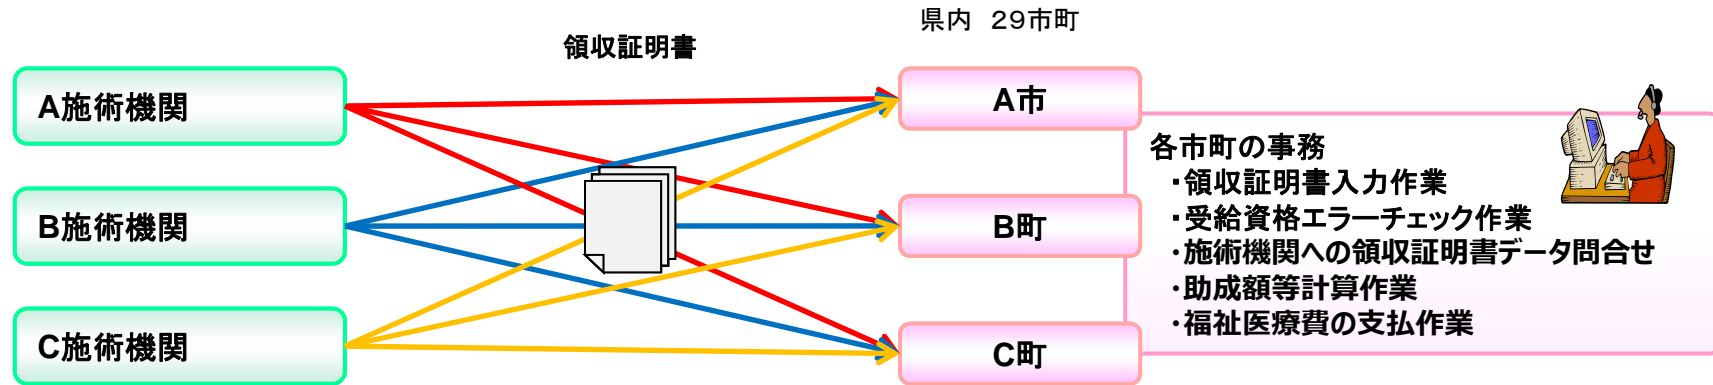 県内　２９市町
領収証明書
A施術機関
B施術機関
C施術機関
A市
B町
C町
各市町の事務
・領収証明書入力作業
・受給資格エラーチェック作業
・施術機関への領収証明書データ問合せ
・助成額等計算作業
・福祉医療費の支払作業